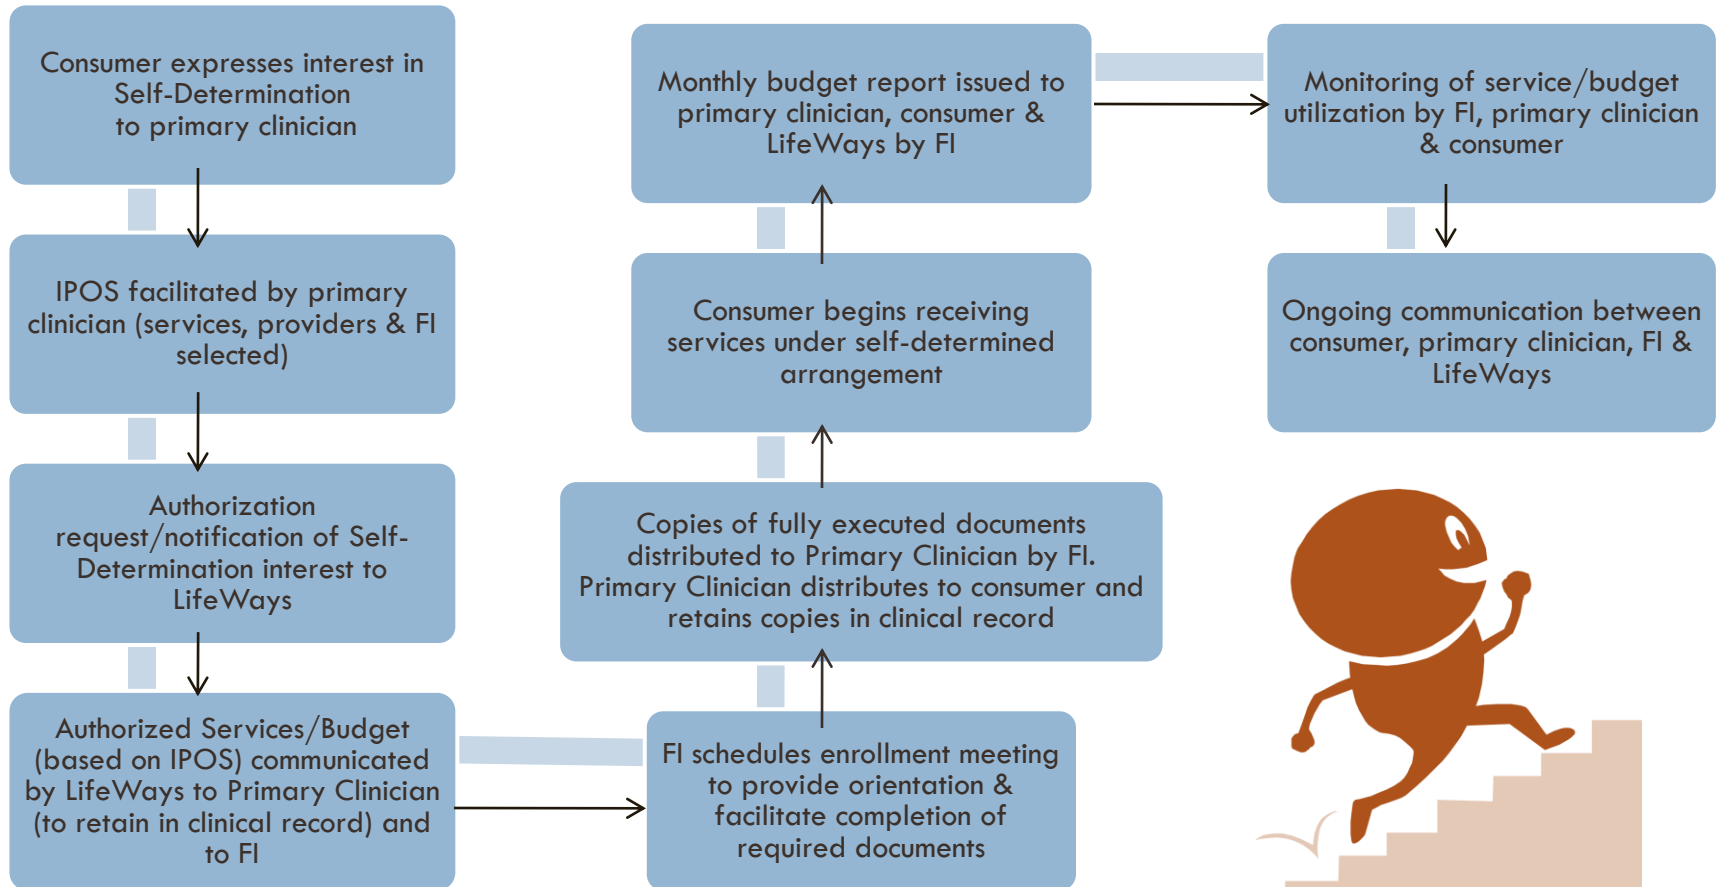 Consumer expresses interest in
Self-Determination
to primary clinician
IPOS facilitated by primary
clinician (services, providers & FI
selected)
Authorization
request/notification of Self-
Determination interest to
LifeWays
Authorized Services/Budget
(based on IPOS) communicated
by LifeWays to Primary Clinician
(to retain in clinical record) and
to FI
FI schedules enrollment meeting
to provide orientation &
facilitate completion of
required documents
Copies of fully executed documents
distributed to Primary Clinician by FI.
Primary Clinician distributes to consumer and
retains copies in clinical record
Consumer begins receiving
services under self-determined
arrangement
Monthly budget report issued to
primary clinician, consumer &
LifeWays by FI
Monitoring of service/budget
utilization by FI, primary clinician
& consumer
Ongoing communication between
consumer, primary clinician, FI &
LifeWays